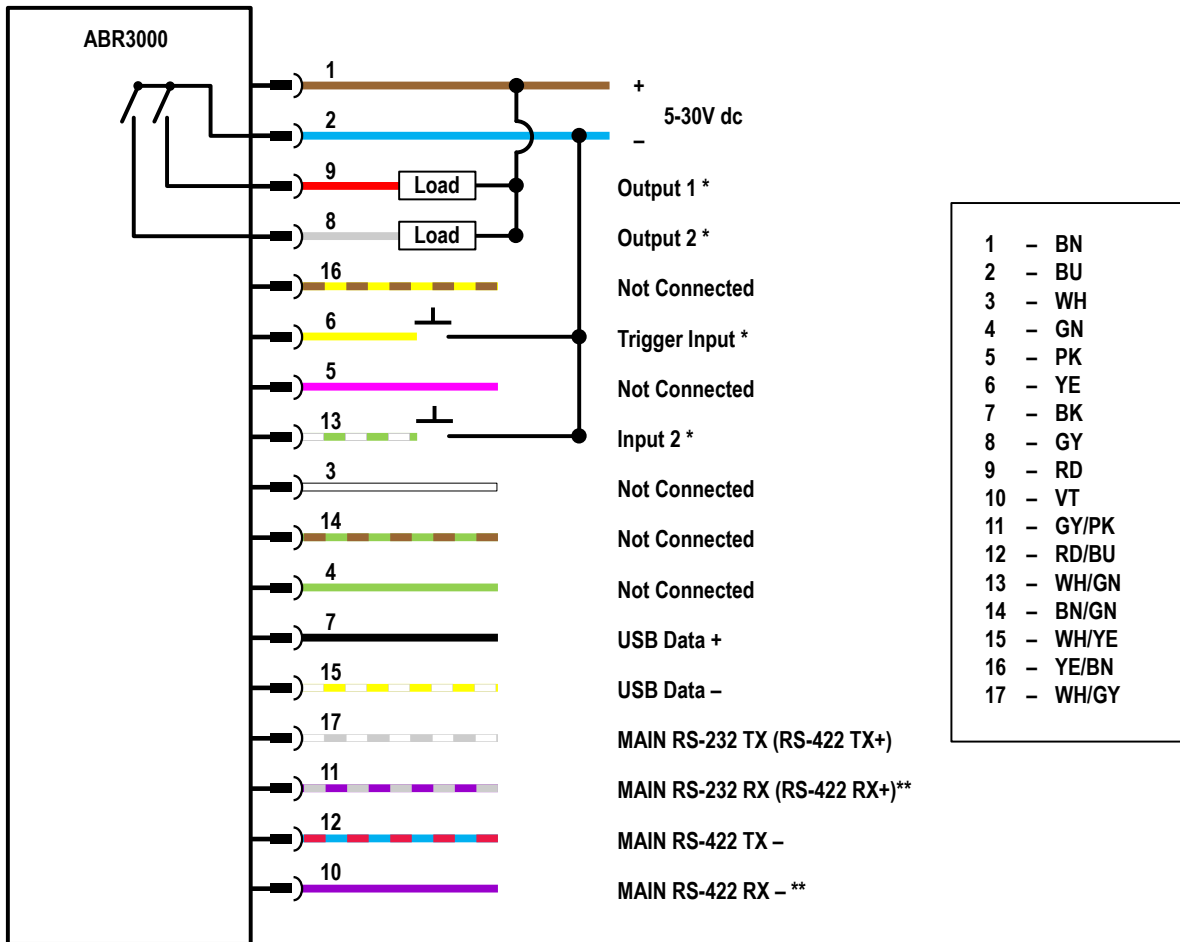 ABR3000
1
+
5-30V dc
2
–
9
Load
Output 1 *
8
Load
Output 2 *
16
Not Connected
6
Trigger Input *
5
Not Connected
13
Input 2 *
3
Not Connected
14
Not Connected
4
Not Connected
7
USB Data +
15
USB Data –
17
MAIN RS-232 TX (RS-422 TX+)
11
MAIN RS-232 RX (RS-422 RX+)**
12
MAIN RS-422 TX –
10
MAIN RS-422 RX – **
1 – BN
2 – BU
3 – WH
4 – GN
5 – PK
6 – YE
7 – BK
8 – GY
9 – RD
10 – VT
11 – GY/PK
12 – RD/BU
13 – WH/GN
14 – BN/GN
15 – WH/YE
16 – YE/BN
17 – WH/GY